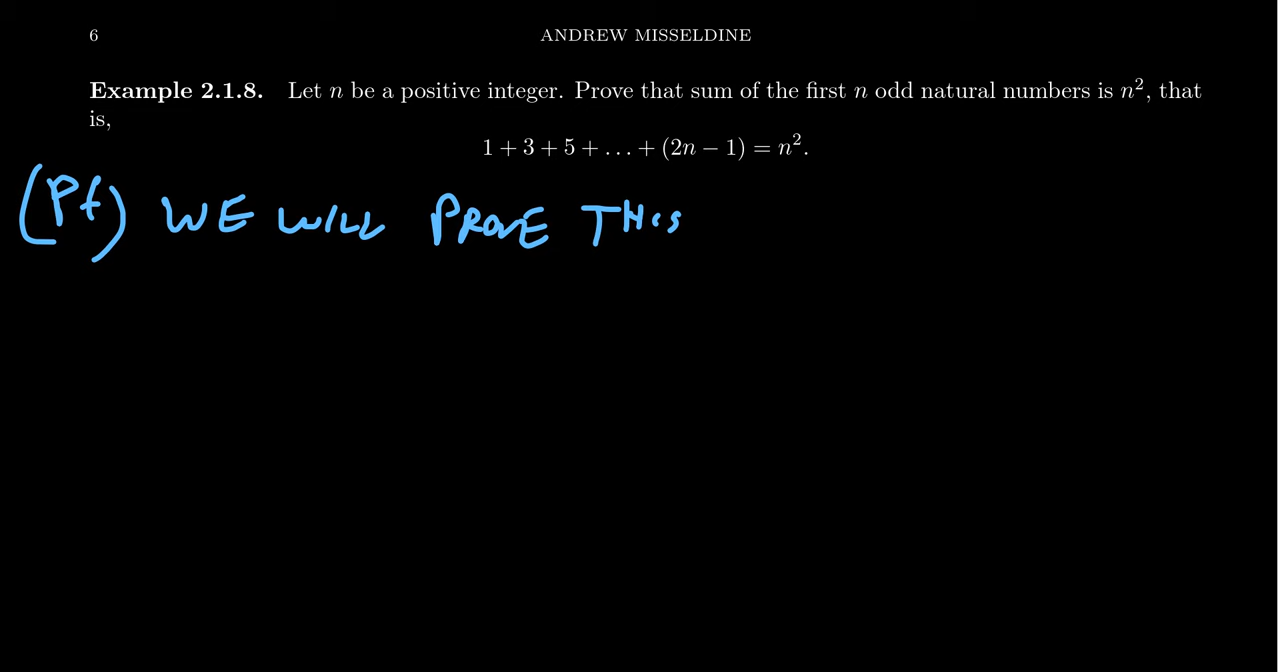 6 ANDREW MISSELDINE
Example 2.1.8. Let n be a positive integer. Prove that sum of the first n odd natural numbers is n², that
is,
1 + 3 + 5 + … + (2n − 1) = n².
(Pf) WE WILL PROVE THIS